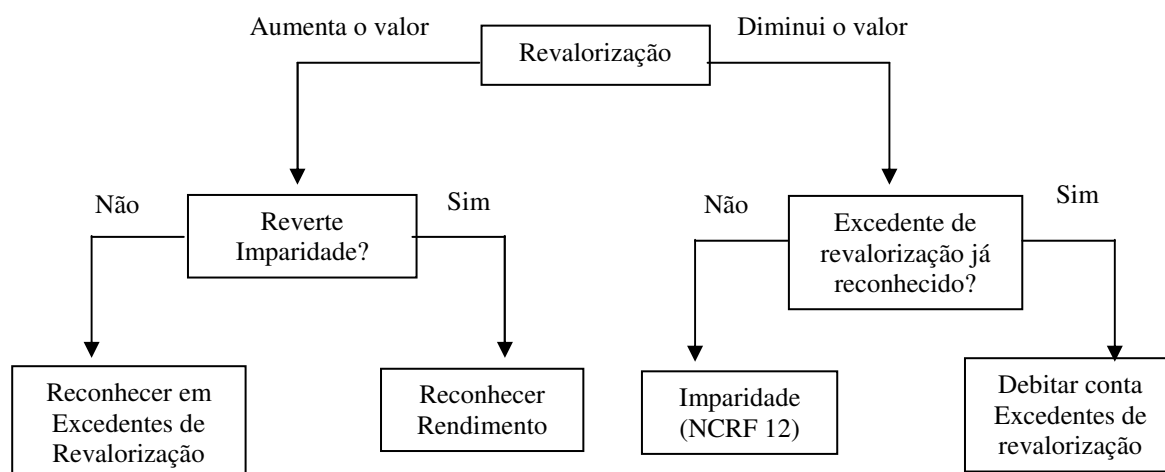 Aumenta o valor
Revalorização
Diminui o valor
Não
Reverte
Imparidade?
Sim
Não
Excedente de
revalorização já
reconhecido?
Sim
Reconhecer em
Excedentes de
Revalorização
Reconhecer
Rendimento
Imparidade
(NCRF 12)
Debitar conta
Excedentes de
revalorização